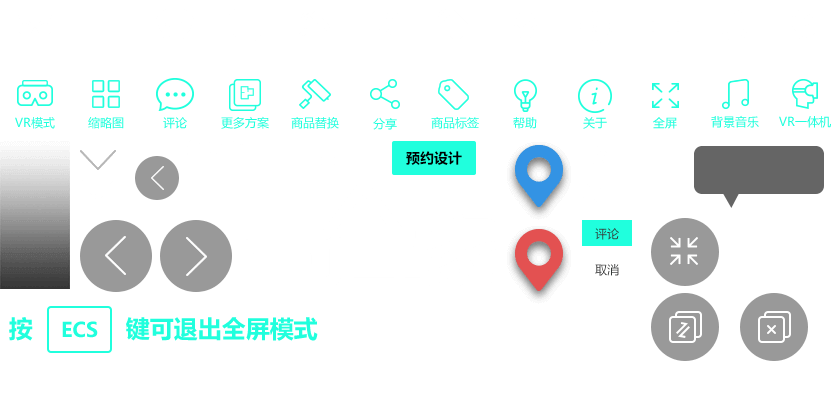 VR模式
缩略图
评论
更多方案
商品替换
分享
商品标签
帮助
关于
全屏
背景音乐
VR一体机
预约设计
评论
取消
按 ECS 键可退出全屏模式